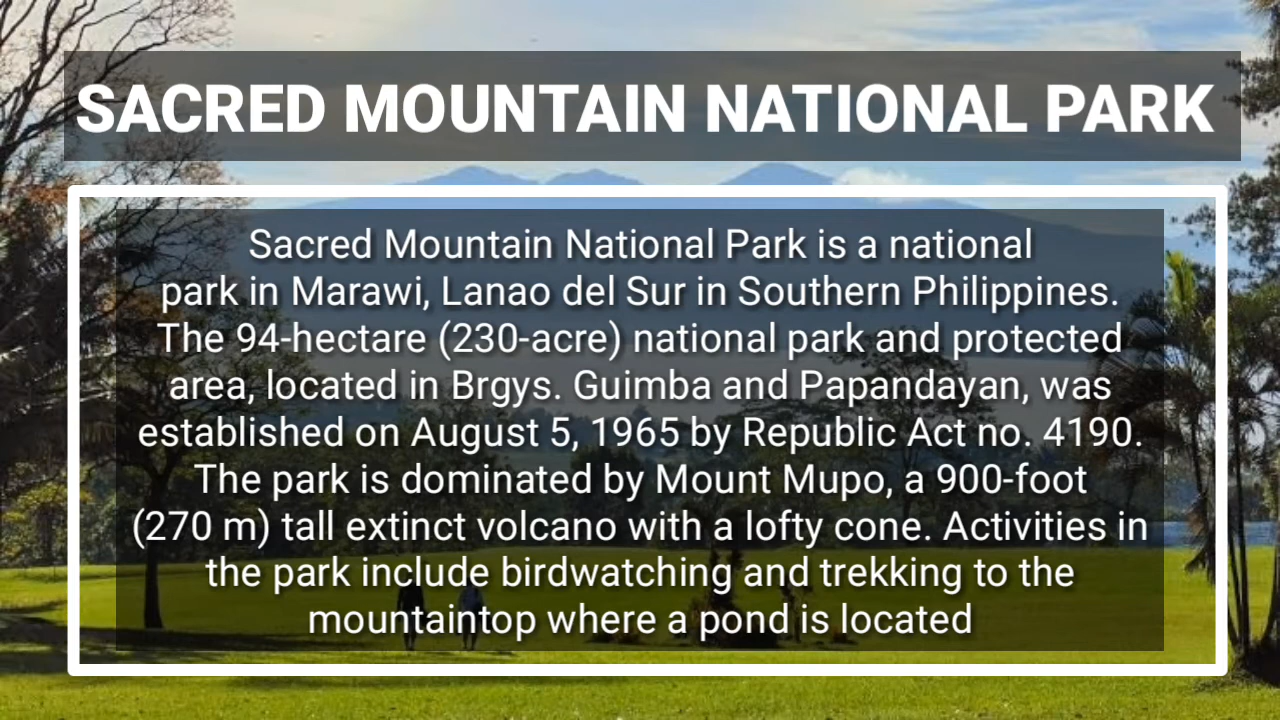 SACRED MOUNTAIN NATIONAL PARK
Sacred Mountain National Park is a national
park in Marawi, Lanao del Sur in Southern Philippines.
The 94-hectare (230-acre) national park and protected
area, located in Brgys. Guimba and Papandayan, was
established on August 5, 1965 by Republic Act no. 4190.
The park is dominated by Mount Mupo, a 900-foot
(270 m) tall extinct volcano with a lofty cone. Activities in
the park include birdwatching and trekking to the
mountaintop where a pond is located